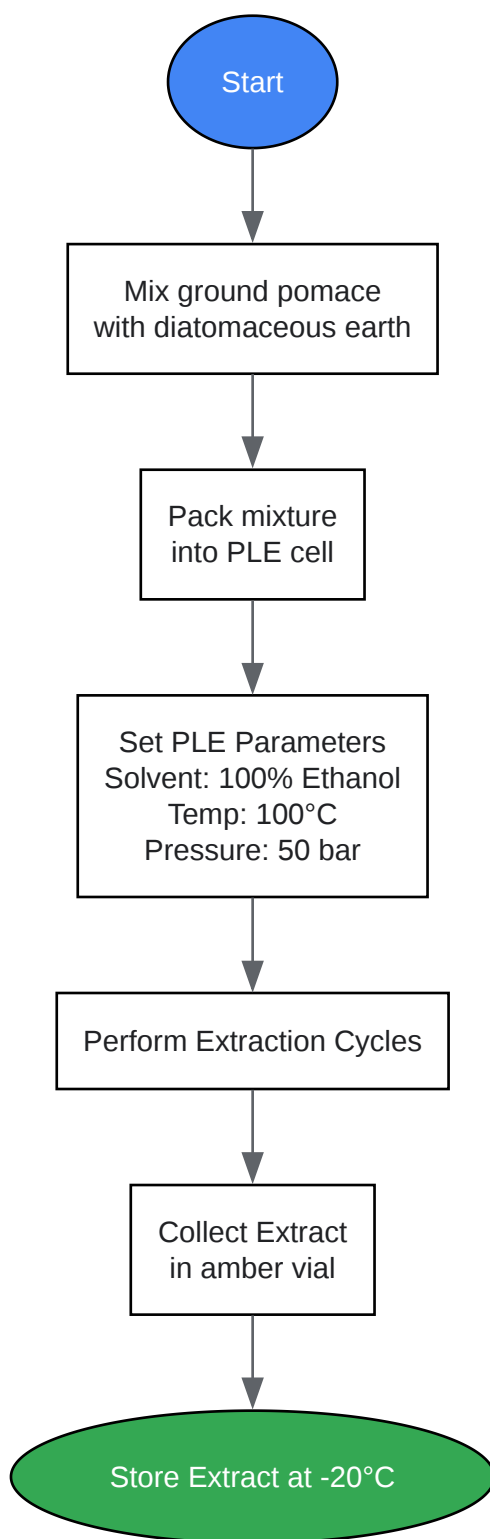 Start
Mix ground pomace
with diatomaceous earth
Pack mixture
into PLE cell
Set PLE Parameters
Solvent: 100% Ethanol
Temp: 100°C
Pressure: 50 bar
Perform Extraction Cycles
Collect Extract
in amber vial
Store Extract at -20°C